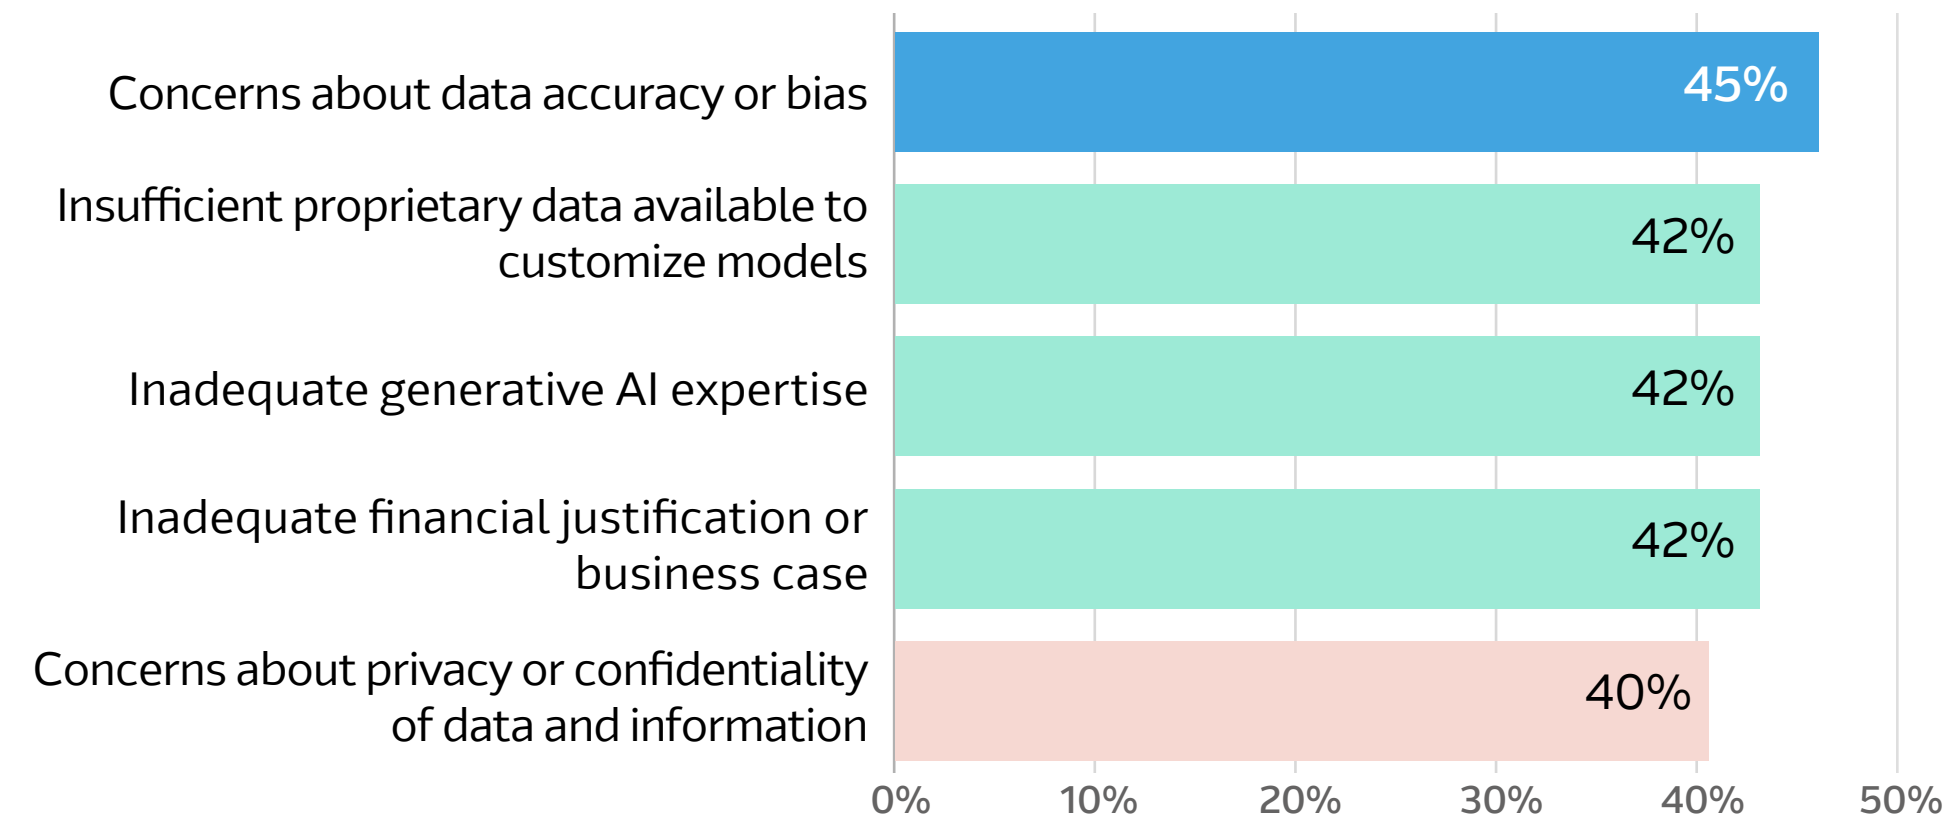 Concerns about data accuracy or bias
45%
Insufficient proprietary data available to
customize models
42%
Inadequate generative AI expertise
42%
Inadequate financial justification or
business case
42%
Concerns about privacy or confidentiality
of data and information
40%
0% 10% 20% 30% 40% 50%